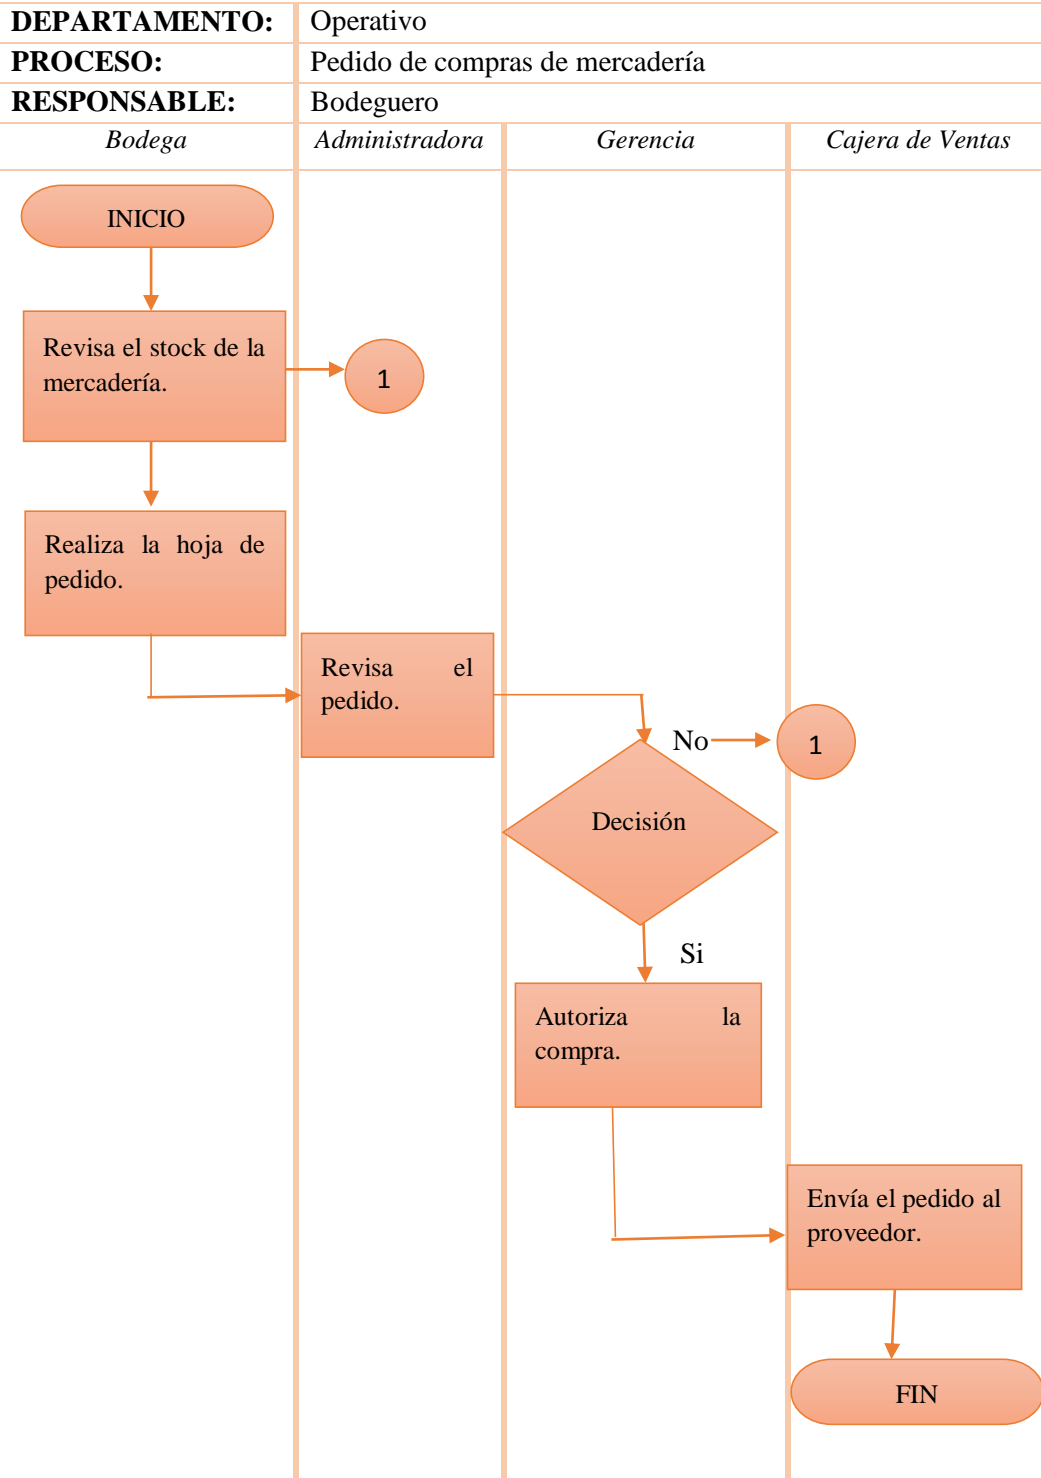 DEPARTAMENTO: Operativo
PROCESO: Pedido de compras de mercadería
RESPONSABLE: Bodeguero
Bodega Administradora Gerencia Cajera de Ventas
INICIO
Revisa el stock de la
mercadería.
1
Realiza la hoja de
pedido.
Revisa el
pedido.
No
1
Decisión
Si
Autoriza la
compra.
Envía el pedido al
proveedor.
FIN